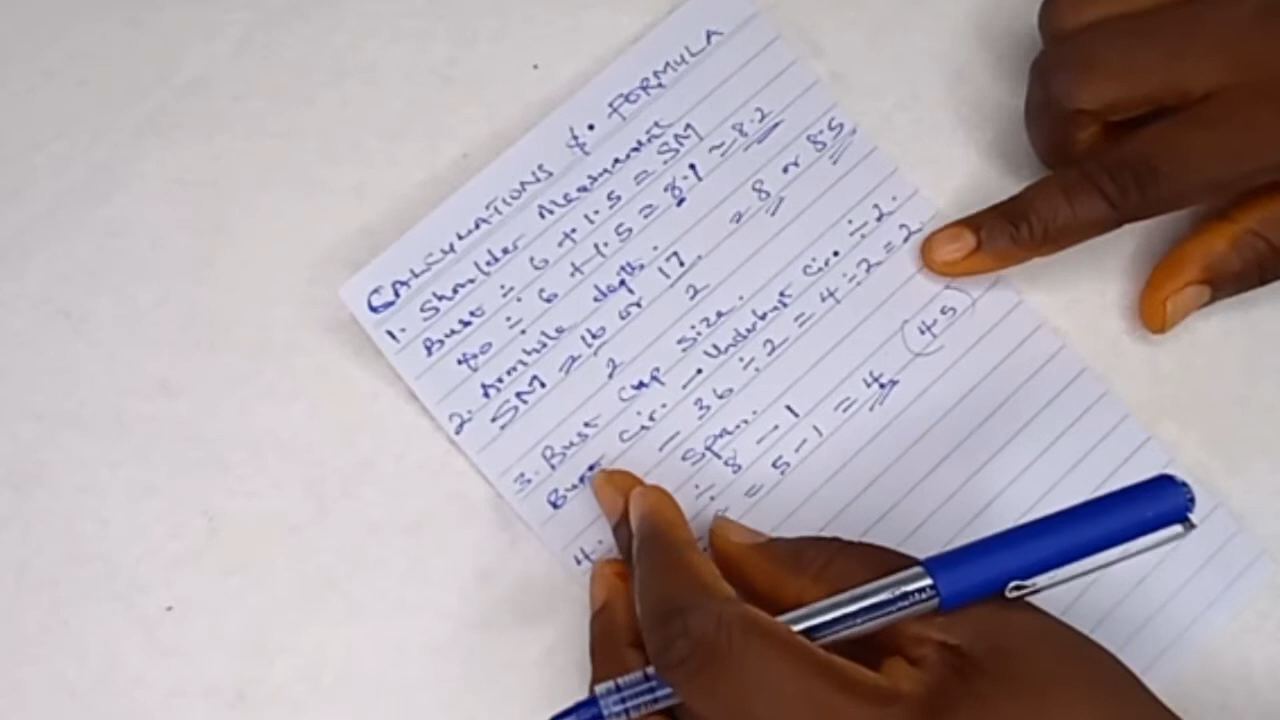 CALCULATIONS & FORMULA
1. Shoulder Measurement
Bust ÷ 6 + 1.5 = SM
40 ÷ 6 + 1.5 = 8.1 ≈ 8.2
2. Armhole depth.
SM = 16 or 17 = 8 or 8.5
2 2
3. Bust Cup Size.
Bust Cir. - Underbust Cir ÷ 2.
- 36 ÷ 2 = 4 ÷ 2 = 2.
4. Span.
÷ 8 - 1
= 5 - 1 = 4 (4.5)